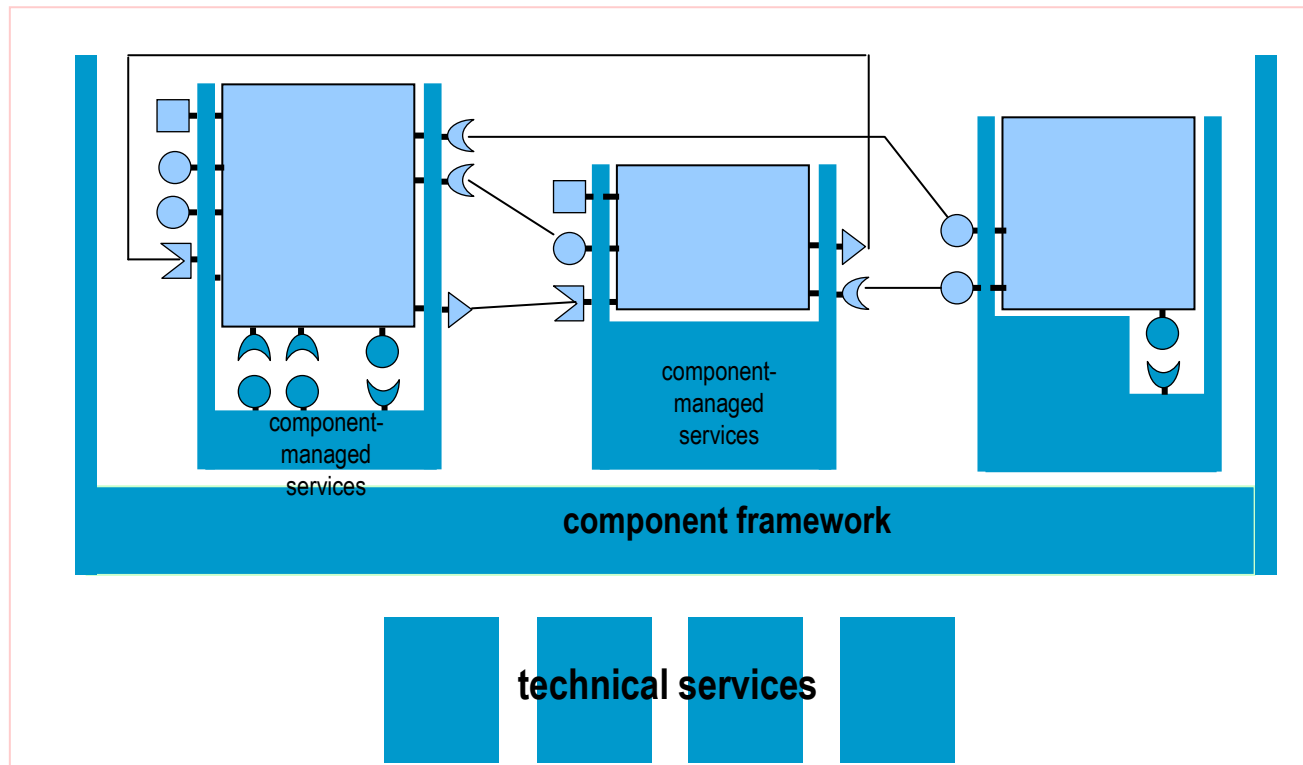 component-
managed
services
component-
managed
services
component framework
technical services